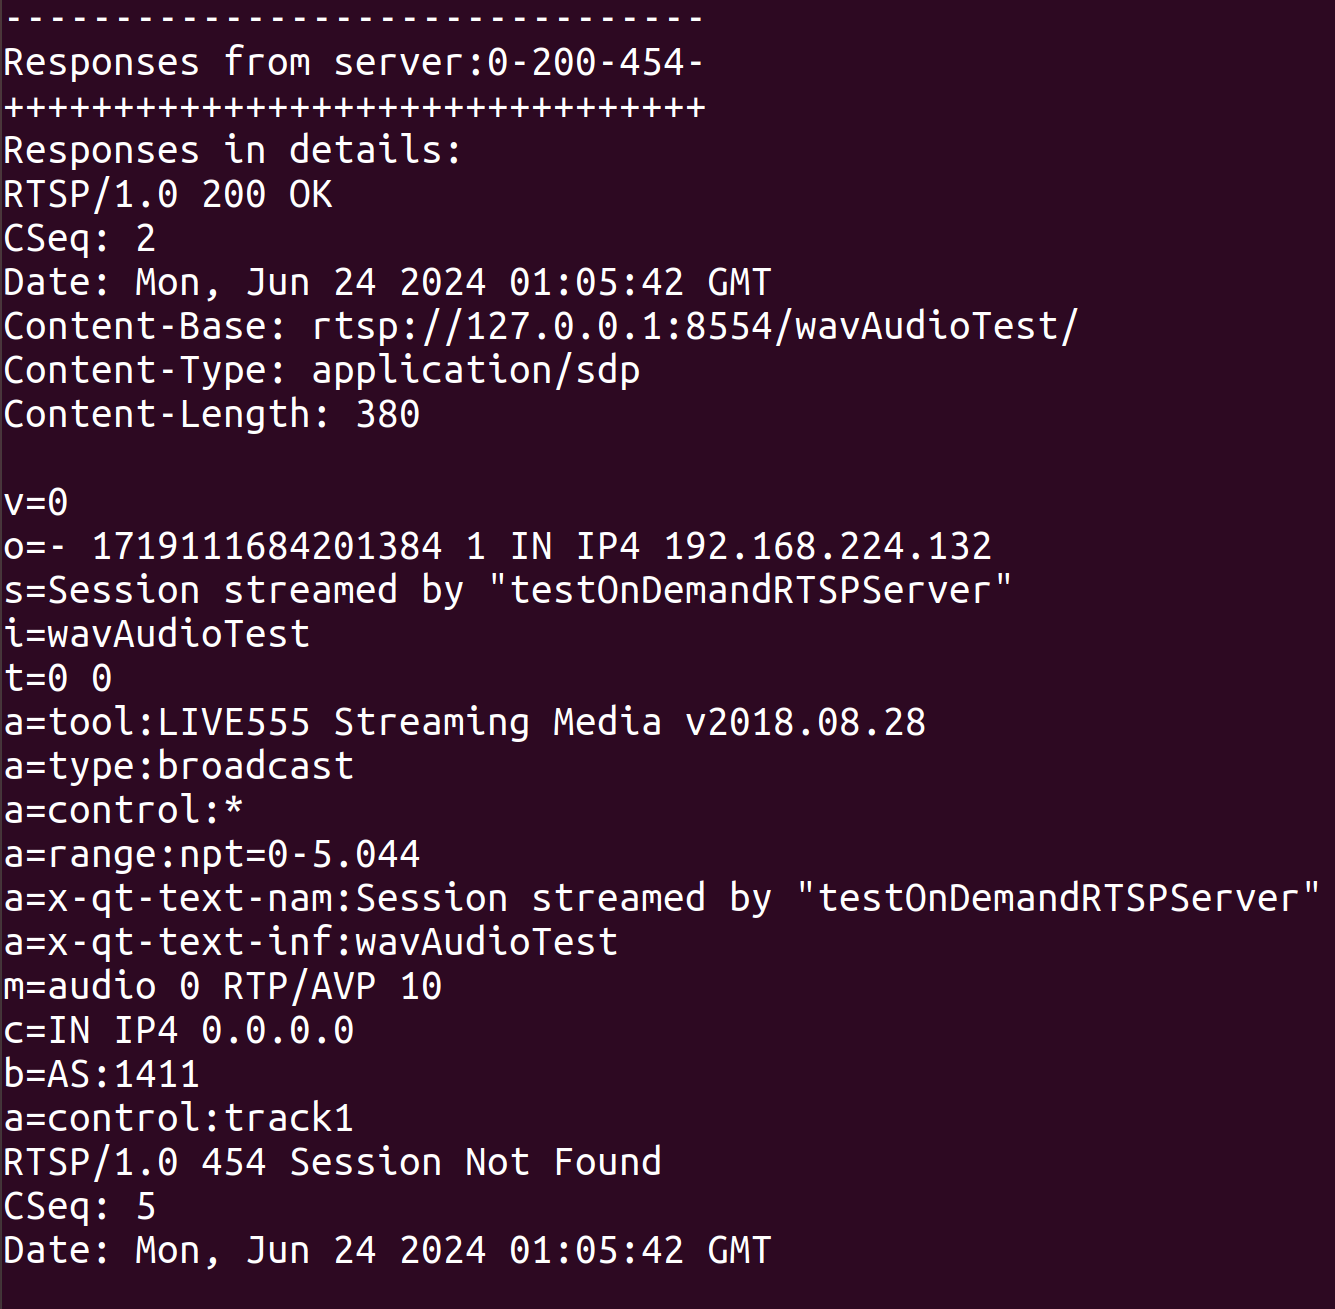 --------------------------------
Responses from server:0-200-454-
++++++++++++++++++++++++++++++++
Responses in details:
RTSP/1.0 200 OK
CSeq: 2
Date: Mon, Jun 24 2024 01:05:42 GMT
Content-Base: rtsp://127.0.0.1:8554/wavAudioTest/
Content-Type: application/sdp
Content-Length: 380

v=0
o=- 1719111684201384 1 IN IP4 192.168.224.132
s=Session streamed by "testOnDemandRTSPServer"
i=wavAudioTest
t=0 0
a=tool:LIVE555 Streaming Media v2018.08.28
a=type:broadcast
a=control:*
a=range:npt=0-5.044
a=x-qt-text-nam:Session streamed by "testOnDemandRTSPServer"
a=x-qt-text-inf:wavAudioTest
m=audio 0 RTP/AVP 10
c=IN IP4 0.0.0.0
b=AS:1411
a=control:track1
RTSP/1.0 454 Session Not Found
CSeq: 5
Date: Mon, Jun 24 2024 01:05:42 GMT